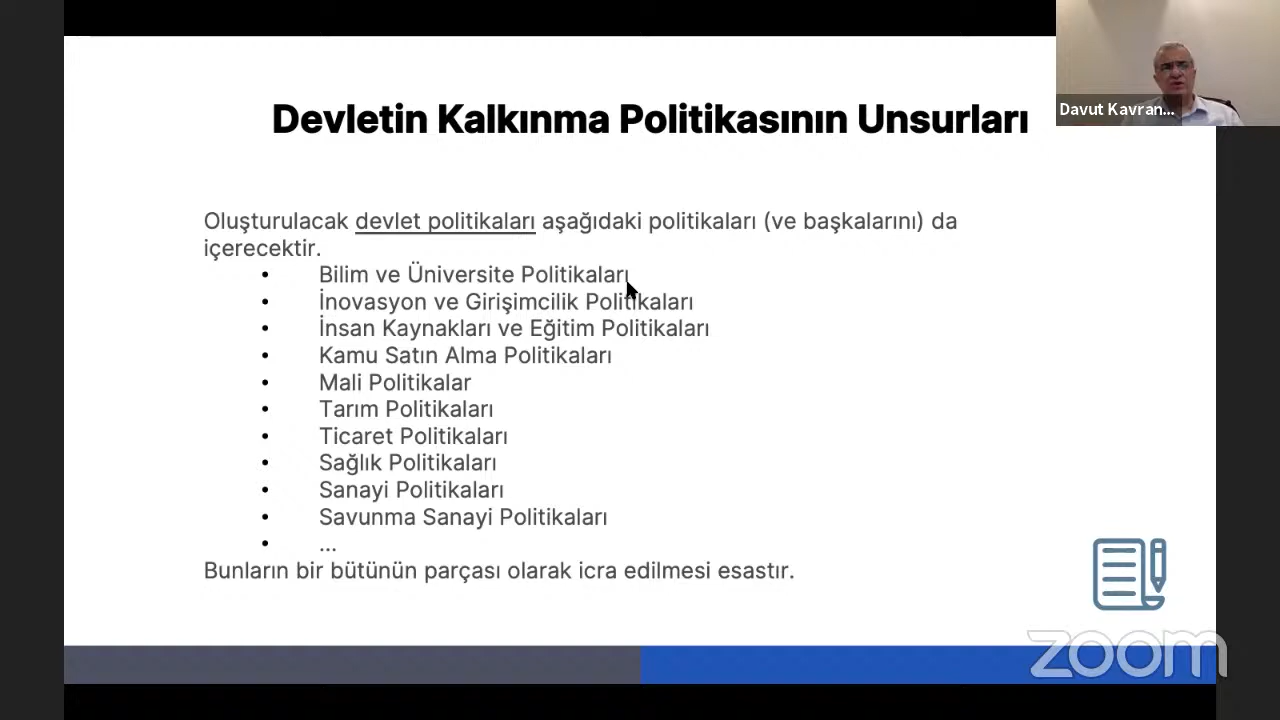 Devletin Kalkınma Politikasının Unsurları
Davut Kavran...
Oluşturulacak devlet politikaları aşağıdaki politikaları (ve başkalarını) da
içerecektir.
• Bilim ve Üniversite Politikaları
• İnovasyon ve Girişimcilik Politikaları
• İnsan Kaynakları ve Eğitim Politikaları
• Kamu Satın Alma Politikaları
• Mali Politikalar
• Tarım Politikaları
• Ticaret Politikaları
• Sağlık Politikaları
• Sanayi Politikaları
• Savunma Sanayi Politikaları
• ...
Bunların bir bütünün parçası olarak icra edilmesi esastır.
zoom